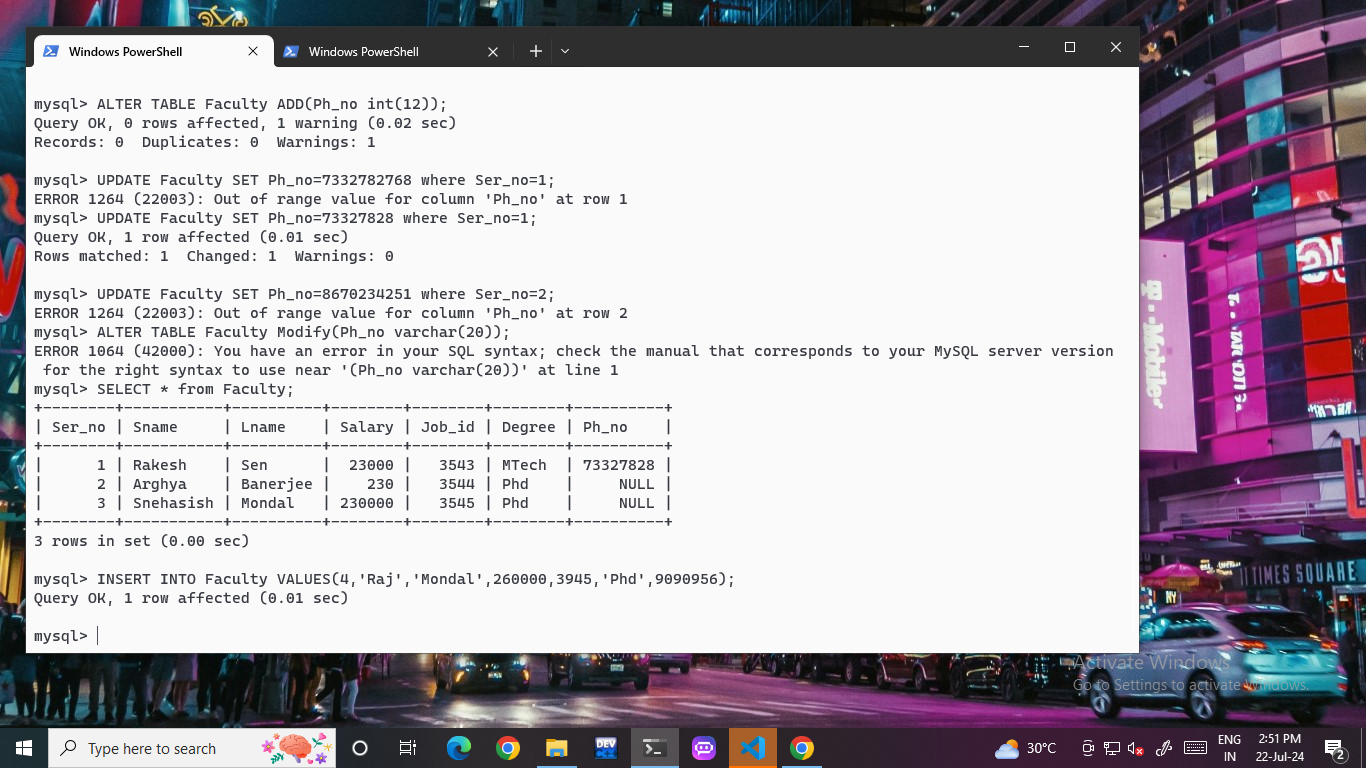 Windows PowerShell
Windows PowerShell
mysql> ALTER TABLE Faculty ADD(Ph_no int(12));
Query OK, 0 rows affected, 1 warning (0.02 sec)
Records: 0  Duplicates: 0  Warnings: 1
mysql> UPDATE Faculty SET Ph_no=7332782768 where Ser_no=1;
ERROR 1264 (22003): Out of range value for column 'Ph_no' at row 1
mysql> UPDATE Faculty SET Ph_no=73327828 where Ser_no=1;
Query OK, 1 row affected (0.01 sec)
Rows matched: 1  Changed: 1  Warnings: 0
mysql> UPDATE Faculty SET Ph_no=8670234251 where Ser_no=2;
ERROR 1264 (22003): Out of range value for column 'Ph_no' at row 2
mysql> ALTER TABLE Faculty Modify(Ph_no varchar(20));
ERROR 1064 (42000): You have an error in your SQL syntax; check the manual that corresponds to your MySQL server version
 for the right syntax to use near '(Ph_no varchar(20))' at line 1
mysql> SELECT * from Faculty;
+--------+-----------+----------+--------+--------+--------+----------+
| Ser_no | Sname     | Lname    | Salary | Job_id | Degree | Ph_no    |
+--------+-----------+----------+--------+--------+--------+----------+
|      1 | Rakesh    | Sen      |  23000 |   3543 | MTech  | 73327828 |
|      2 | Arghya    | Banerjee |    230 |   3544 | Phd    |     NULL |
|      3 | Snehasish | Mondal   | 230000 |   3545 | Phd    |     NULL |
+--------+-----------+----------+--------+--------+--------+----------+
3 rows in set (0.00 sec)
mysql> INSERT INTO Faculty VALUES(4,'Raj','Mondal',260000,3945,'Phd',9090956);
Query OK, 1 row affected (0.01 sec)
mysql>
T··Mobile
11 TIMES SQUARE
NY
Activate Windows
Go to Settings to activate Windows.
Type here to search
DEV
C++
30°C
ENG
IN
2:51 PM
22-Jul-24
2